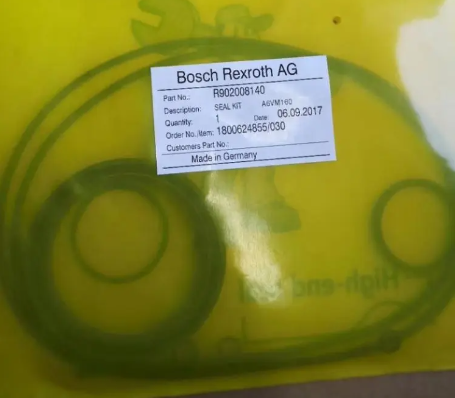 Bosch Rexroth AG
Part No.: R902008140
Description: SEAL KIT A6VM160
Quantity: 1 Date: 06.09.2017
Order No./Item: 1800624855/030
Customers Part No.:
Made in Germany
High-end